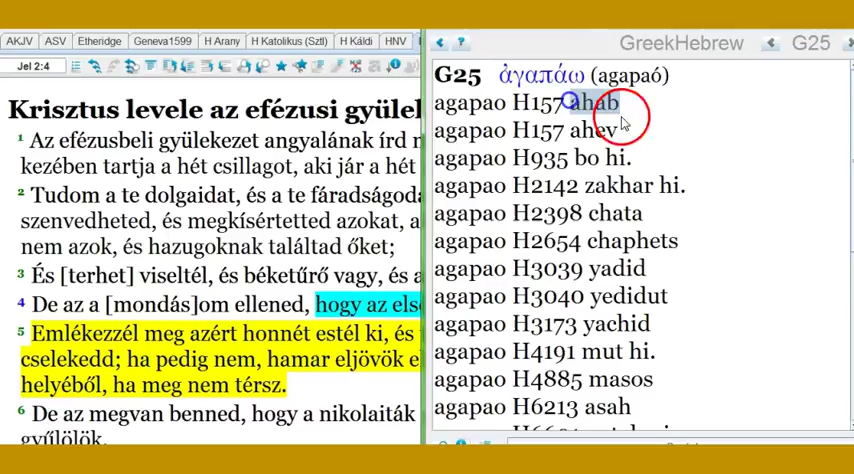 AKJV ASV Etheridge Geneva1599 H Arany H Katolikus (Sztl) H Káldi HNV
Jel 2:4
Krisztus levele az efézusi gyülel
1 Az efézusbeli gyülekezet angyalának írd m
kezében tartja a hét csillagot, aki jár a hét
2 Tudom a te dolgaidat, és a te fáradságoda
szenvedheted, és megkísértetted azokat, a
nem azok, és hazugoknak találtad őket;
3 És [terhet] viseltél, és béketűrő vagy, és a
4 De az a [mondás]om ellened, hogy az else
5 Emlékezzél meg azért honnét estél ki, és
cselekedd; ha pedig nem, hamar eljövök el
helyéből, ha meg nem térsz.
6 De az megvan benned, hogy a nikolaiták
gyűlölök.
GreekHebrew G25
G25 ἀγαπάω (agapaó)
agapao H157 ahab
agapao H157 ahev
agapao H935 bo hi.
agapao H2142 zakhar hi.
agapao H2398 chata
agapao H2654 chaphets
agapao H3039 yadid
agapao H3040 yedidut
agapao H3173 yachid
agapao H4191 mut hi.
agapao H4885 masos
agapao H6213 asah